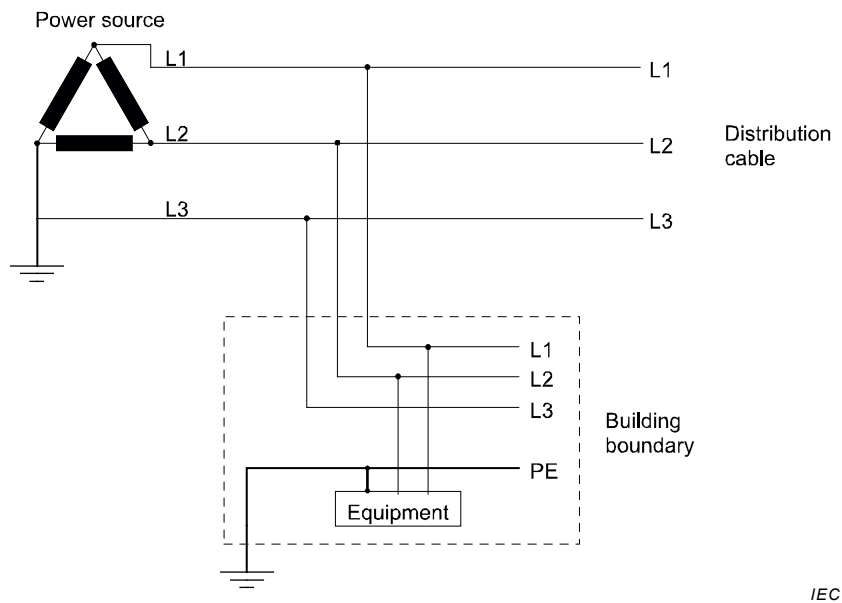 Power source
L1
L1
L2
L2
Distribution
cable
L3
L3
L1
L2
L3
Building
boundary
PE
Equipment
IEC